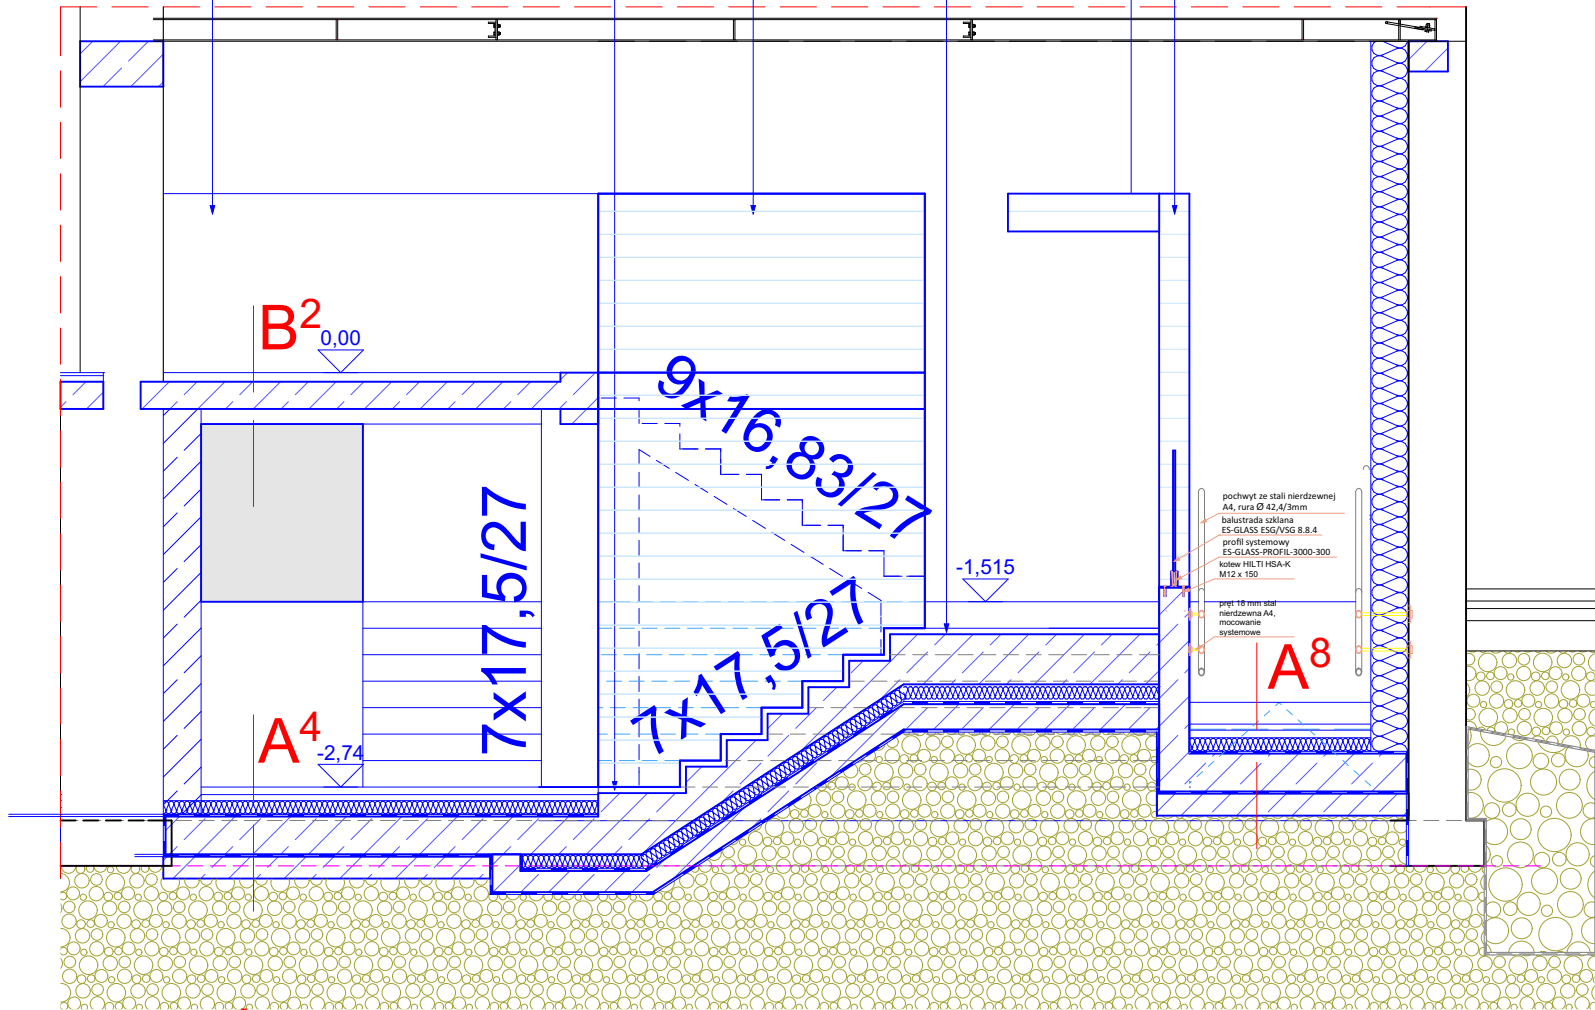 B2
0,00
9x16,83/27
7x17,5/27
7x17,5/27
-1,515
pochwyt ze stali nierdzewnej
A4, rura Ø 42,4/3mm
balustrada szklana
ES-GLASS ESG/VSG 8.8.4
profil systemowy
ES-GLASS-PROFIL-3000-300
kotew HILTI HSA-K
M12 x 150
pręt 18 mm stal
nierdzewna A4,
mocowanie
systemowe
A8
A4
-2,74